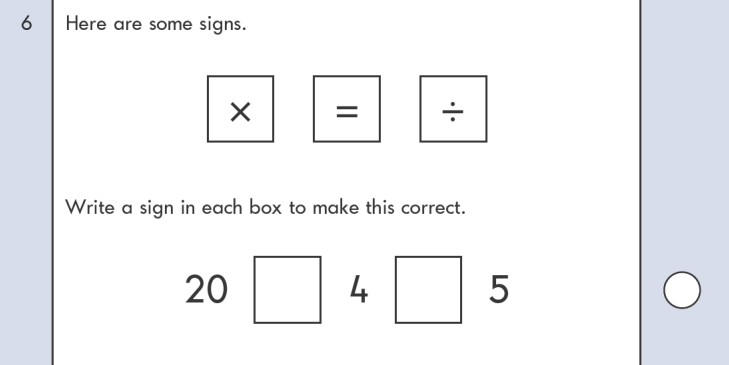 6 Here are some signs.
× = ÷
Write a sign in each box to make this correct.
20 4 5